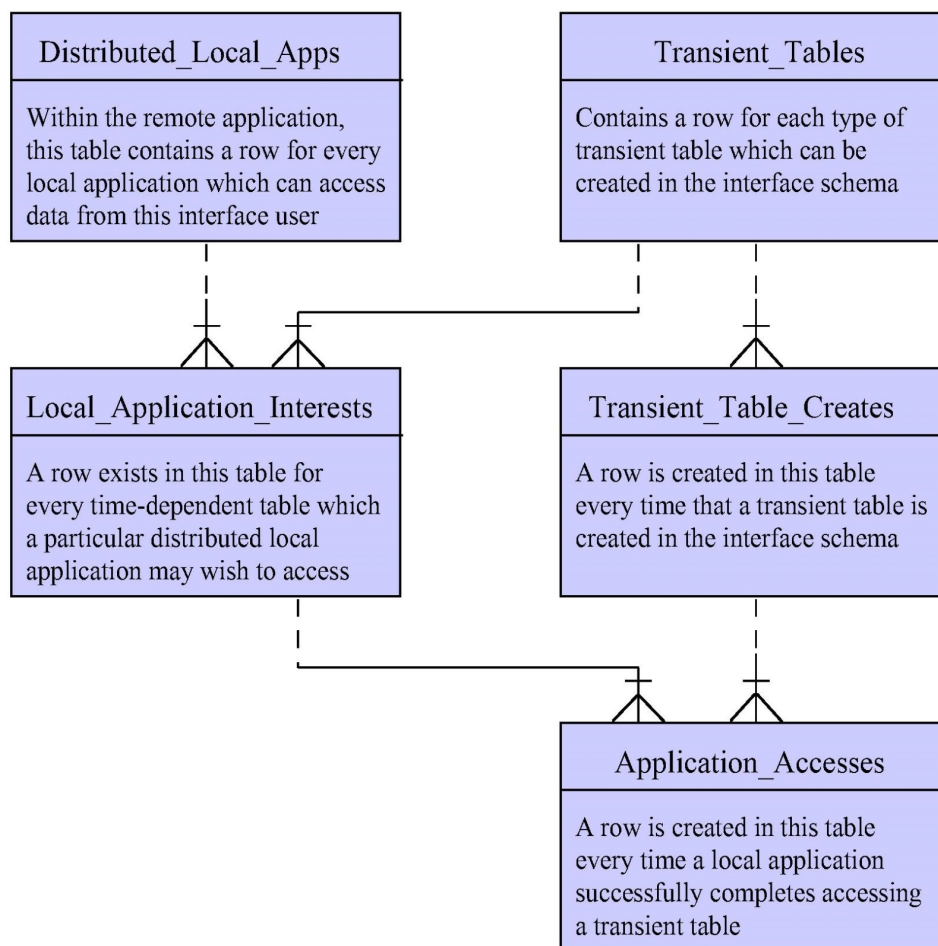 Distributed_Local_Apps
Within the remote application,
this table contains a row for every
local application which can access
data from this interface user
Transient_Tables
Contains a row for each type of
transient table which can be
created in the interface schema
Local_Application_Interests
A row exists in this table for
every time-dependent table which
a particular distributed local
application may wish to access
Transient_Table_Creates
A row is created in this table
every time that a transient table is
created in the interface schema
Application_Accesses
A row is created in this table
every time a local application
successfully completes accessing
a transient table